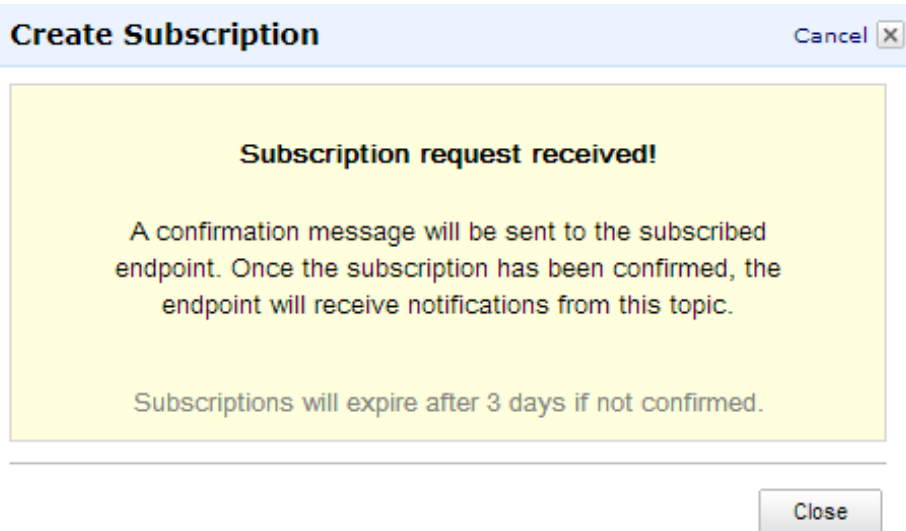 Create Subscription
Cancel
Subscription request received!
A confirmation message will be sent to the subscribed
endpoint. Once the subscription has been confirmed, the
endpoint will receive notifications from this topic.
Subscriptions will expire after 3 days if not confirmed.
Close